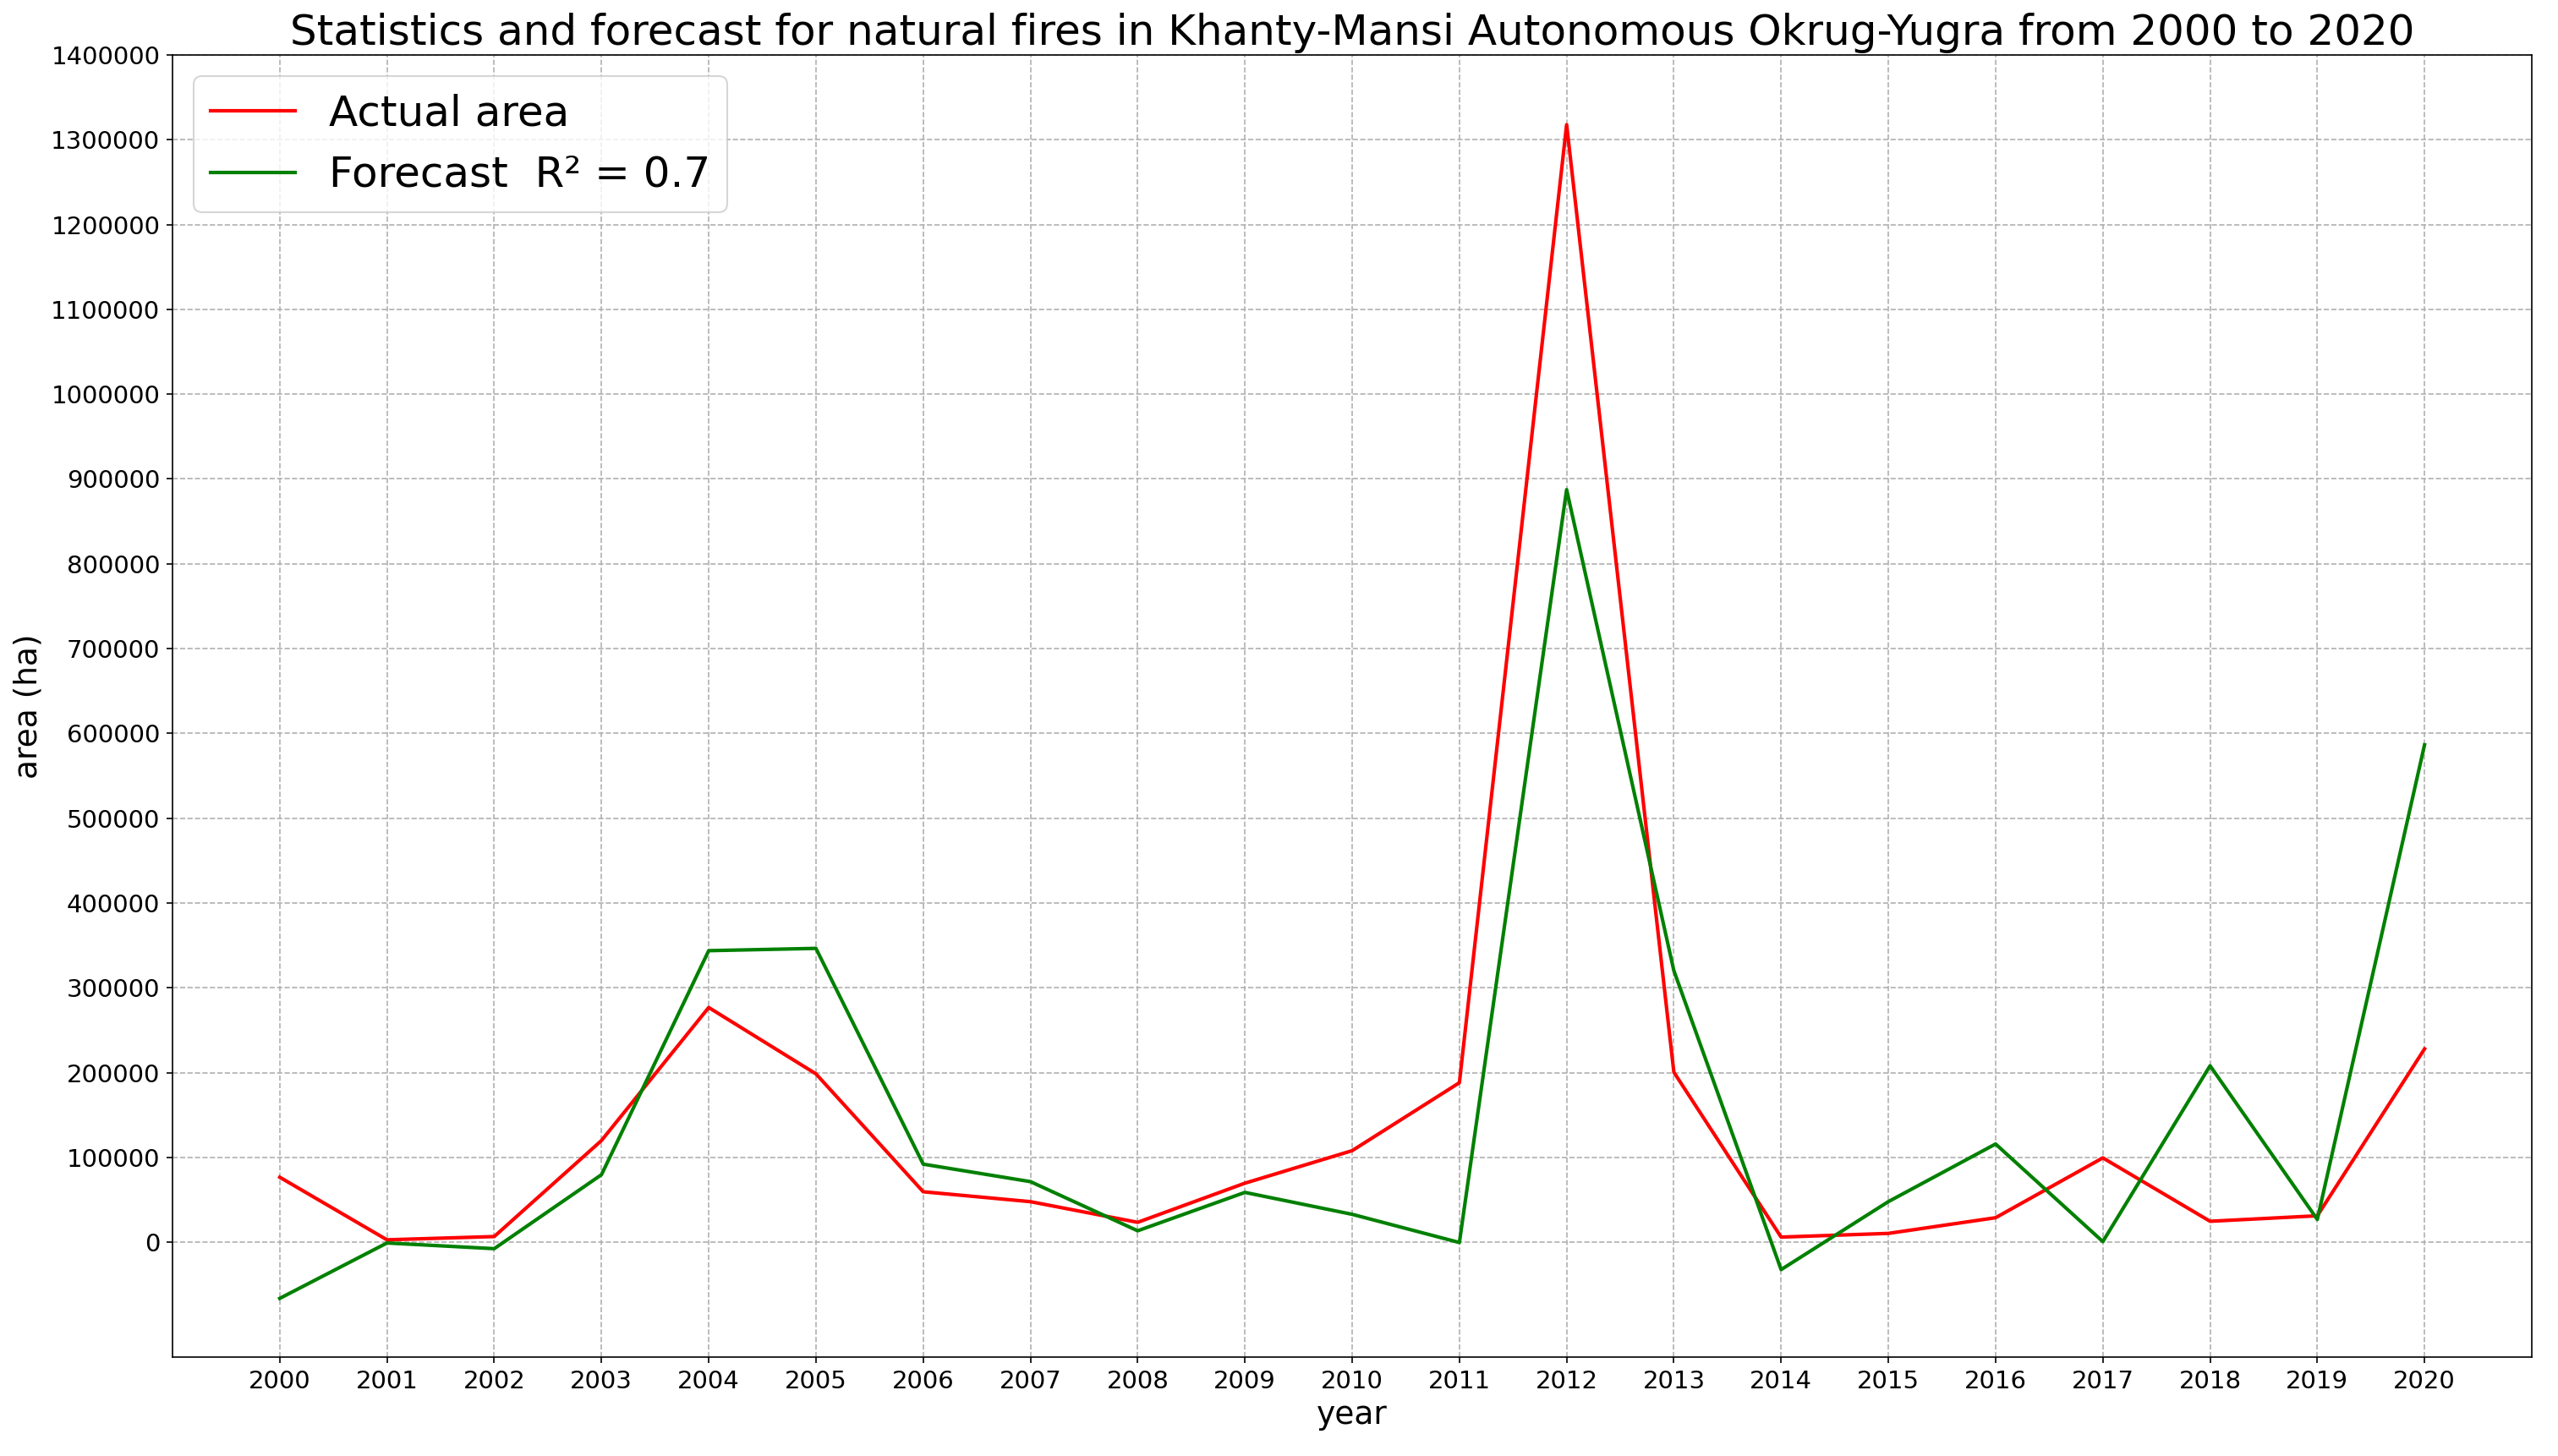 Statistics and forecast for natural fires in Khanty-Mansi Autonomous Okrug-Yugra from 2000 to 2020
Actual area
Forecast  R² = 0.7
1400000
1300000
1200000
1100000
1000000
900000
800000
700000
600000
500000
400000
300000
200000
100000
0
area (ha)
2000 2001 2002 2003 2004 2005 2006 2007 2008 2009 2010 2011 2012 2013 2014 2015 2016 2017 2018 2019 2020
year